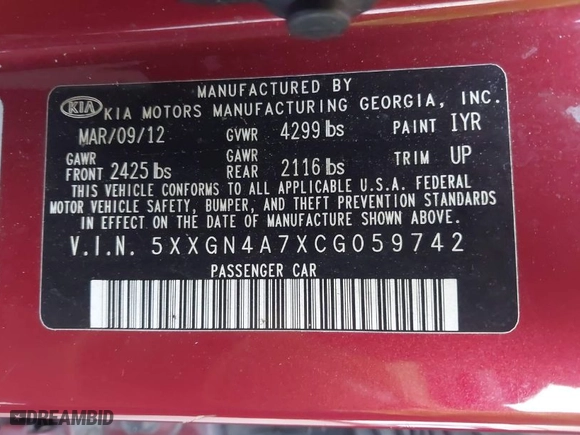 MANUFACTURED BY
KIA KIA MOTORS MANUFACTURING GEORGIA, INC.
MAR/09/12 GVWR 4299 lbs PAINT IYR
GAWR FRONT 2425 lbs GAWR REAR 2116 lbs TRIM UP
THIS VEHICLE CONFORMS TO ALL APPLICABLE U.S.A. FEDERAL
MOTOR VEHICLE SAFETY, BUMPER, AND THEFT PREVENTION STANDARDS
IN EFFECT ON THE DATE OF MANUFACTURE SHOWN ABOVE.
V.I.N. 5XXGN4A7XCG059742
PASSENGER CAR
DREAMBID